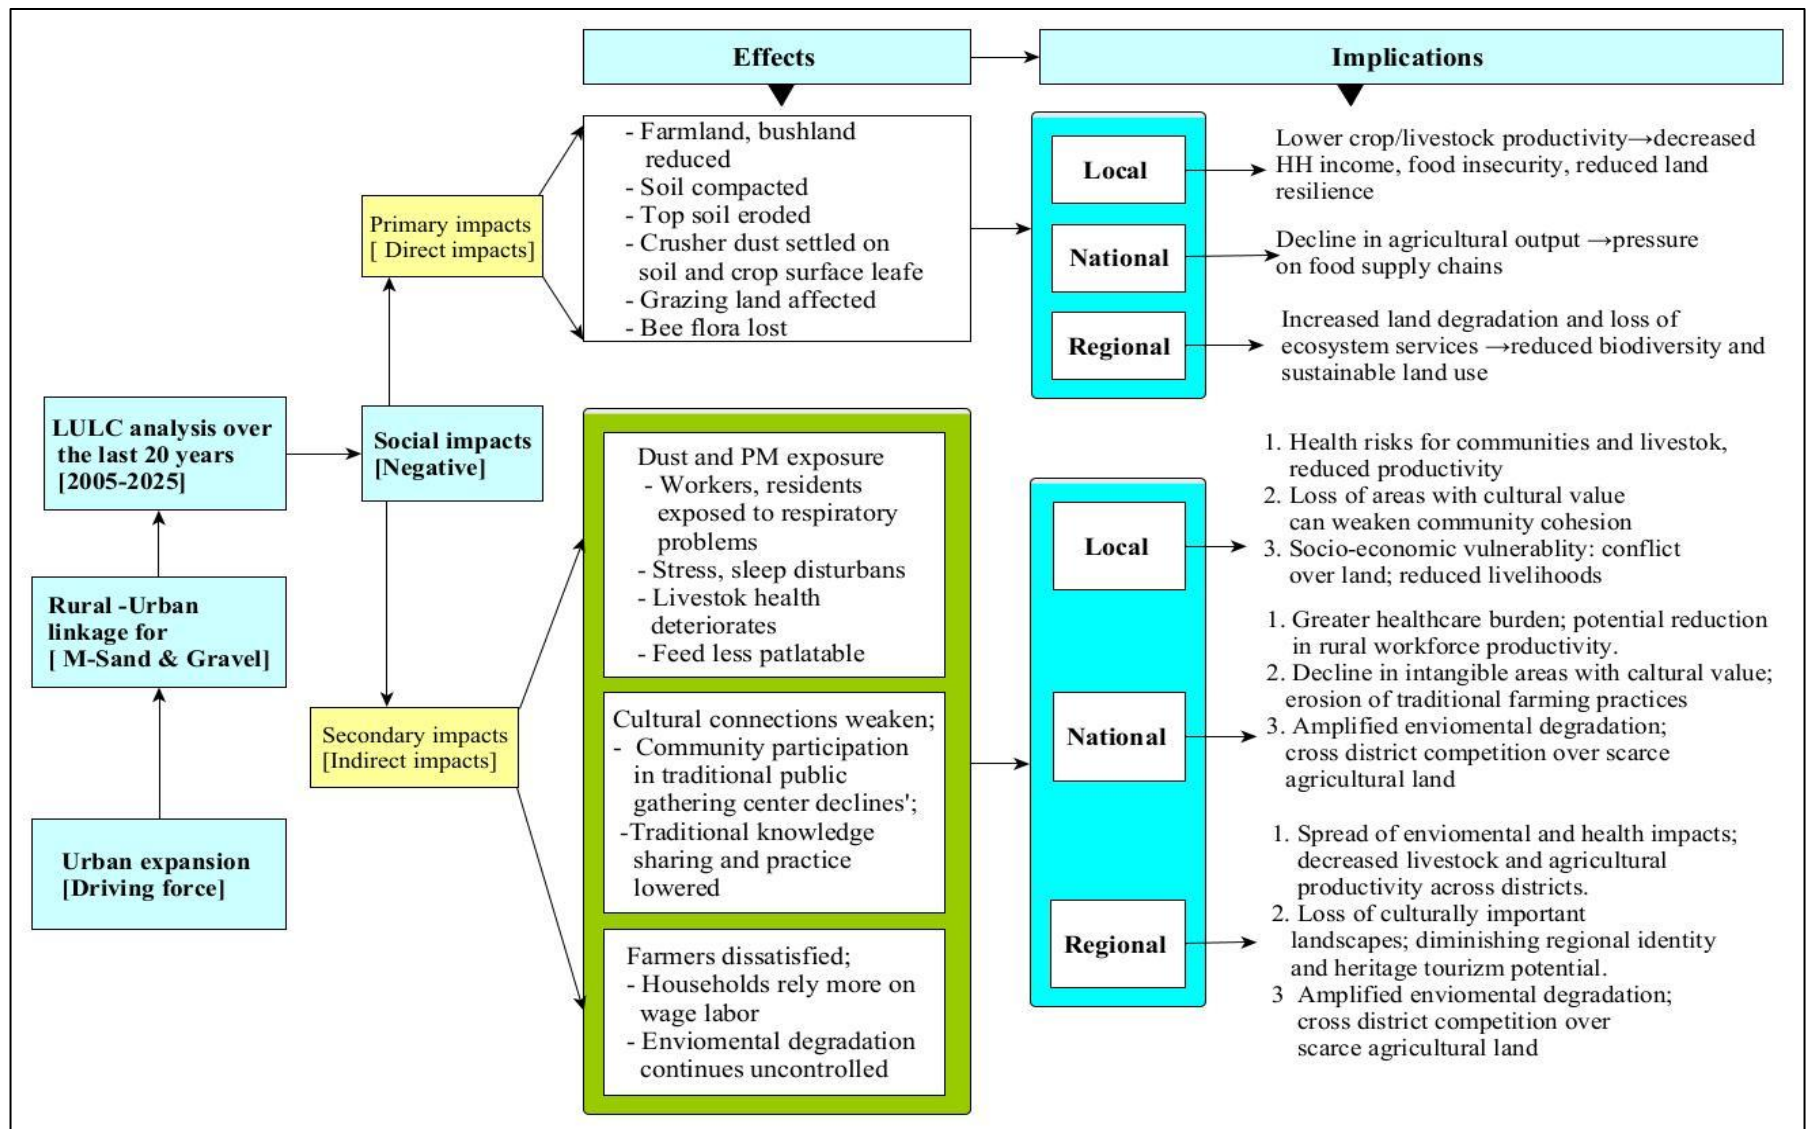 Effects
Implications
- Farmland, bushland
reduced
- Soil compacted
- Top soil eroded
- Crusher dust settled on
soil and crop surface leafe
- Grazing land affected
- Bee flora lost
Local
Lower crop/livestock productivity→decreased
HH income, food insecurity, reduced land
resilience
National
Decline in agricultural output →pressure
on food supply chains
Regional
Increased land degradation and loss of
ecosystem services →reduced biodiversity and
sustainable land use
Primary impacts
[ Direct impacts]
LULC analysis over
the last 20 years
[2005-2025]
Social impacts
[Negative]
Rural -Urban
linkage for
[ M-Sand & Gravel]
Urban expansion
[Driving force]
Secondary impacts
[Indirect impacts]
Dust and PM exposure
- Workers, residents
exposed to respiratory
problems
- Stress, sleep disturbans
- Livestok health
deteriorates
- Feed less patlatable
Cultural connections weaken;
- Community participation
in traditional public
gathering center declines';
-Traditional knowledge
sharing and practice
lowered
Farmers dissatisfied;
- Households rely more on
wage labor
- Enviomental degradation
continues uncontrolled
Local
1. Health risks for communities and livestok,
reduced productivity
2. Loss of areas with cultural value
can weaken community cohesion
3. Socio-economic vulnerablity: conflict
over land; reduced livelihoods
National
1. Greater healthcare burden; potential reduction
in rural workforce productivity.
2. Decline in intangible areas with caltural value;
erosion of traditional farming practices
3. Amplified enviomental degradation;
cross district competition over scarce
agricultural land
Regional
1. Spread of enviomental and health impacts;
decreased livestock and agricultural
productivity across districts.
2. Loss of culturally important
landscapes; diminishing regional identity
and heritage tourizm potential.
3 Amplified enviomental degradation;
cross district competition over
scarce agricultural land